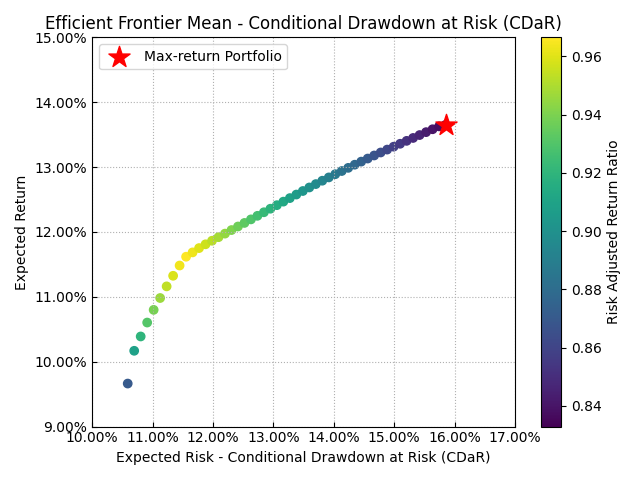 Efficient Frontier Mean - Conditional Drawdown at Risk (CDaR)
Max-return Portfolio
15.00%
14.00%
13.00%
12.00%
11.00%
10.00%
9.00%
Expected Return
10.00% 11.00% 12.00% 13.00% 14.00% 15.00% 16.00% 17.00%
Expected Risk - Conditional Drawdown at Risk (CDaR)
0.96
0.94
0.92
0.90
0.88
0.86
0.84
Risk Adjusted Return Ratio